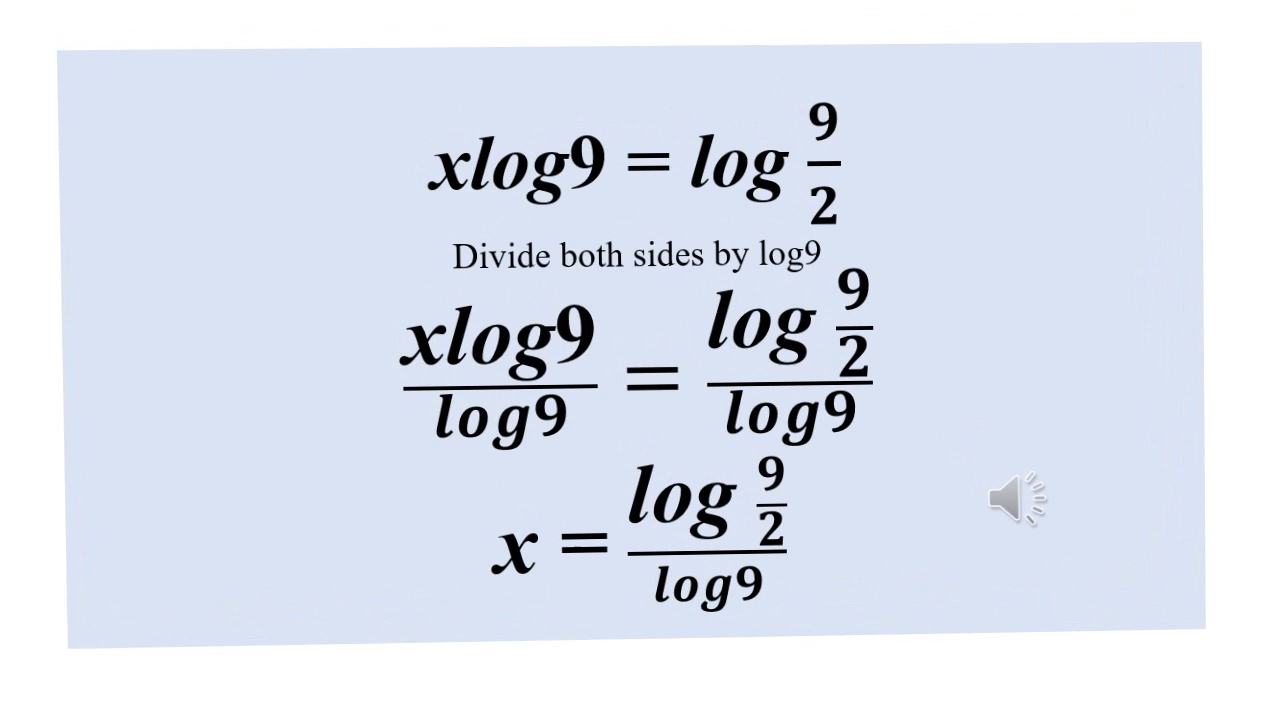 xlog9 = log 9/2
Divide both sides by log9
xlog9/log9 = log 9/2/log9
x = log 9/2/log9